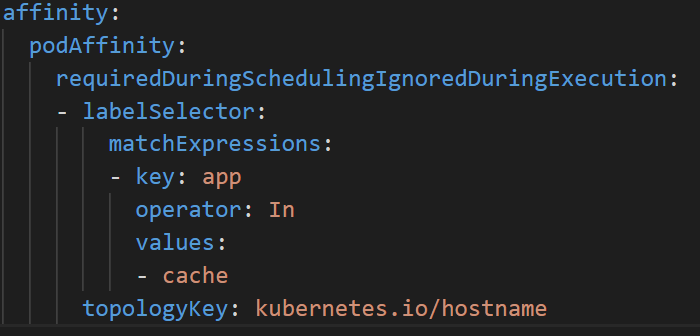 affinity:
  podAffinity:
    requiredDuringSchedulingIgnoredDuringExecution:
    - labelSelector:
        matchExpressions:
        - key: app
          operator: In
          values:
          - cache
      topologyKey: kubernetes.io/hostname